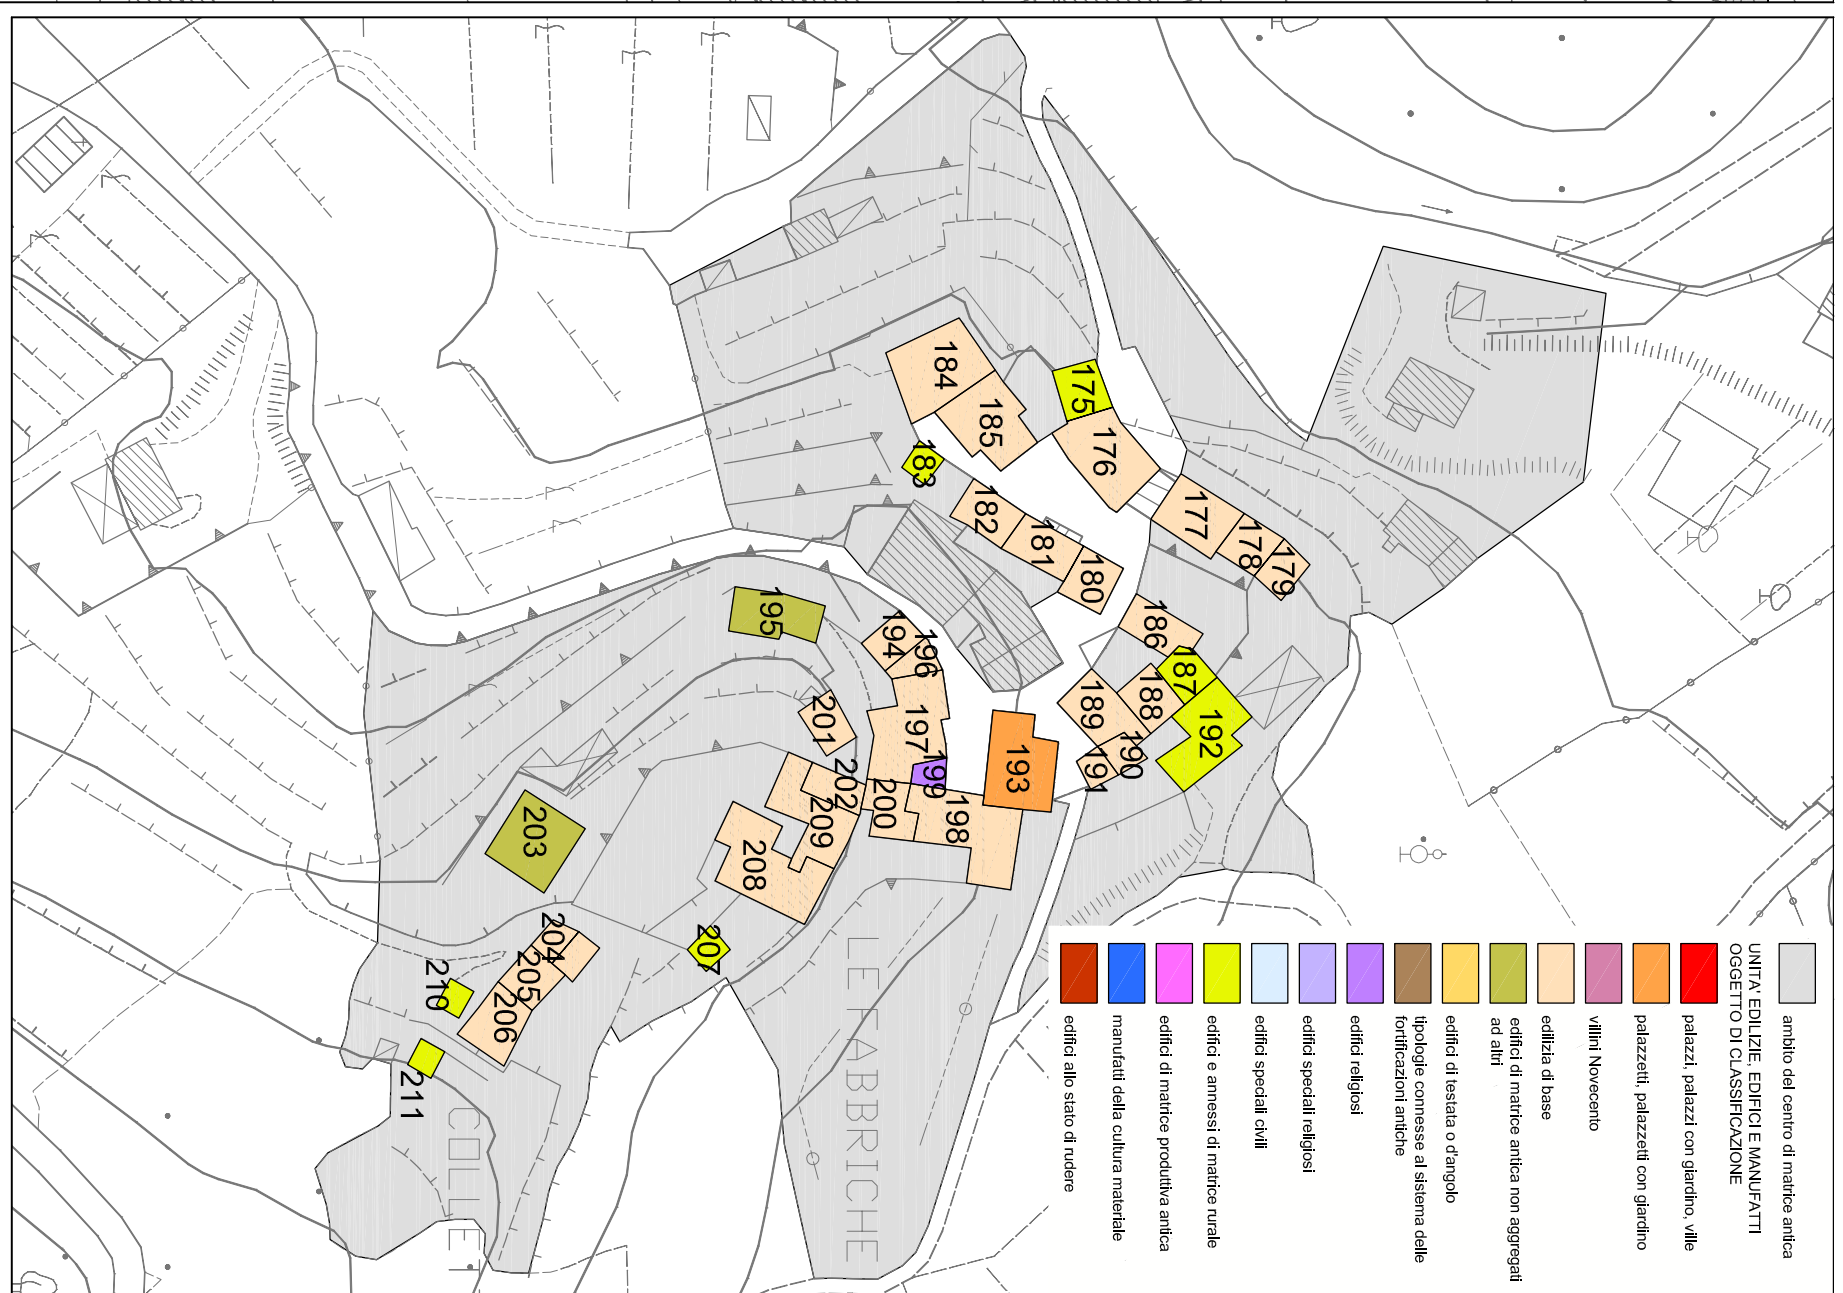 ambito del centro di matrice antica
UNITA' EDILIZIE, EDIFICI E MANUFATTI
OGGETTO DI CLASSIFICAZIONE
palazzi, palazzi con giardino, ville
palazzetti, palazzetti con giardino
villini Novecento
edilizia di base
edifici di matrice antica non aggregati
ad altri
edifici di testata o d'angolo
tipologie connesse al sistema delle
fortificazioni antiche
edifici religiosi
edifici speciali religiosi
edifici speciali civili
edifici e annessi di matrice rurale
edifici di matrice produttiva antica
manufatti della cultura materiale
edifici allo stato di rudere
175
176
177
178
179
180
181
182
183
184
185
186
187
188
189
190
191
192
193
194
195
196
197
198
199
200
201
202
203
204
205
206
207
208
209
210
211
LE FABBRICHE
COLLET